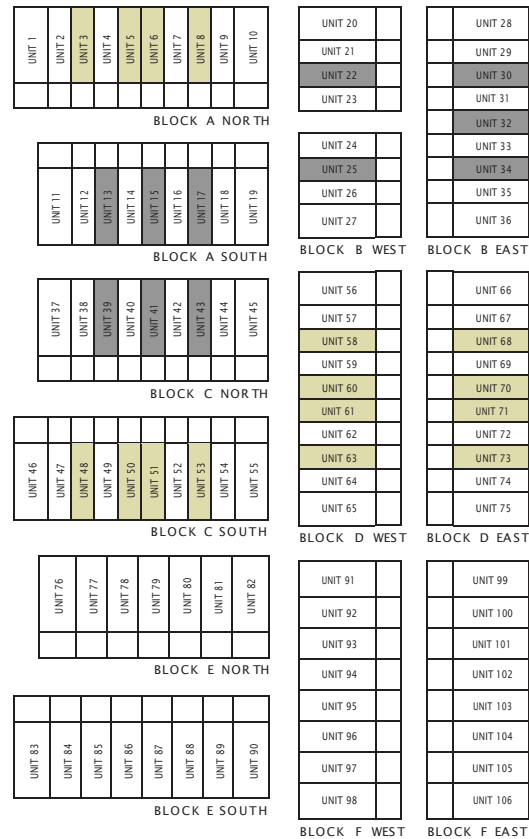 UNIT 1
UNIT 2
UNIT 3
UNIT 4
UNIT 5
UNIT 6
UNIT 7
UNIT 8
UNIT 9
UNIT 10
BLOCK A NORTH
UNIT 11
UNIT 12
UNIT 13
UNIT 14
UNIT 15
UNIT 16
UNIT 17
UNIT 18
UNIT 19
BLOCK A SOUTH
UNIT 37
UNIT 38
UNIT 39
UNIT 40
UNIT 41
UNIT 42
UNIT 43
UNIT 44
UNIT 45
BLOCK C NORTH
UNIT 46
UNIT 47
UNIT 48
UNIT 49
UNIT 50
UNIT 51
UNIT 52
UNIT 53
UNIT 54
UNIT 55
BLOCK C SOUTH
UNIT 76
UNIT 77
UNIT 78
UNIT 79
UNIT 80
UNIT 81
UNIT 82
BLOCK E NORTH
UNIT 83
UNIT 84
UNIT 85
UNIT 86
UNIT 87
UNIT 88
UNIT 89
UNIT 90
BLOCK E SOUTH
UNIT 20
UNIT 21
UNIT 22
UNIT 23
UNIT 24
UNIT 25
UNIT 26
UNIT 27
BLOCK B WEST
UNIT 28
UNIT 29
UNIT 30
UNIT 31
UNIT 32
UNIT 33
UNIT 34
UNIT 35
UNIT 36
BLOCK B EAST
UNIT 56
UNIT 57
UNIT 58
UNIT 59
UNIT 60
UNIT 61
UNIT 62
UNIT 63
UNIT 64
UNIT 65
BLOCK D WEST
UNIT 66
UNIT 67
UNIT 68
UNIT 69
UNIT 70
UNIT 71
UNIT 72
UNIT 73
UNIT 74
UNIT 75
BLOCK D EAST
UNIT 91
UNIT 92
UNIT 93
UNIT 94
UNIT 95
UNIT 96
UNIT 97
UNIT 98
BLOCK F WEST
UNIT 99
UNIT 100
UNIT 101
UNIT 102
UNIT 103
UNIT 104
UNIT 105
UNIT 106
BLOCK F EAST